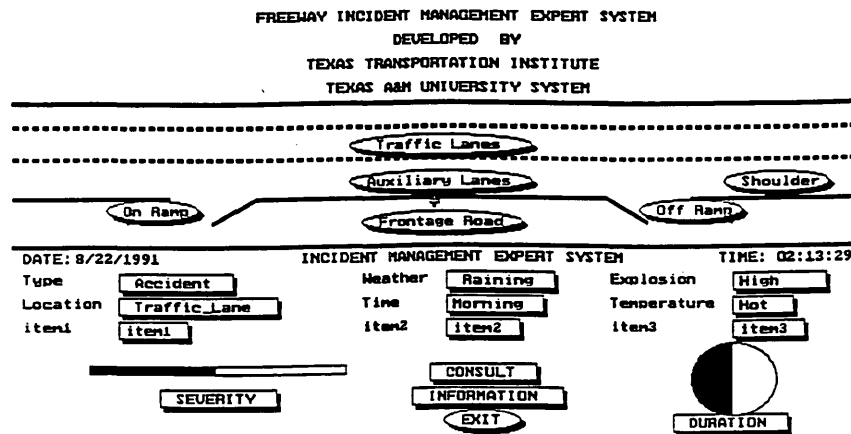 FREEWAY INCIDENT MANAGEMENT EXPERT SYSTEM
DEVELOPED BY
TEXAS TRANSPORTATION INSTITUTE
TEXAS A&M UNIVERSITY SYSTEM
Traffic Lanes
Auxiliary Lanes Shoulder
On Ramp Frontage Road Off Ramp
DATE: 8/22/1991 INCIDENT MANAGEMENT EXPERT SYSTEM TIME: 02:13:29
Type Accident Weather Raining Explosion High
Location Traffic_Lane Time Morning Temperature Hot
item1 item1 item2 item2 item3 item3
CONSULT
SEVERITY INFORMATION
EXIT DURATION